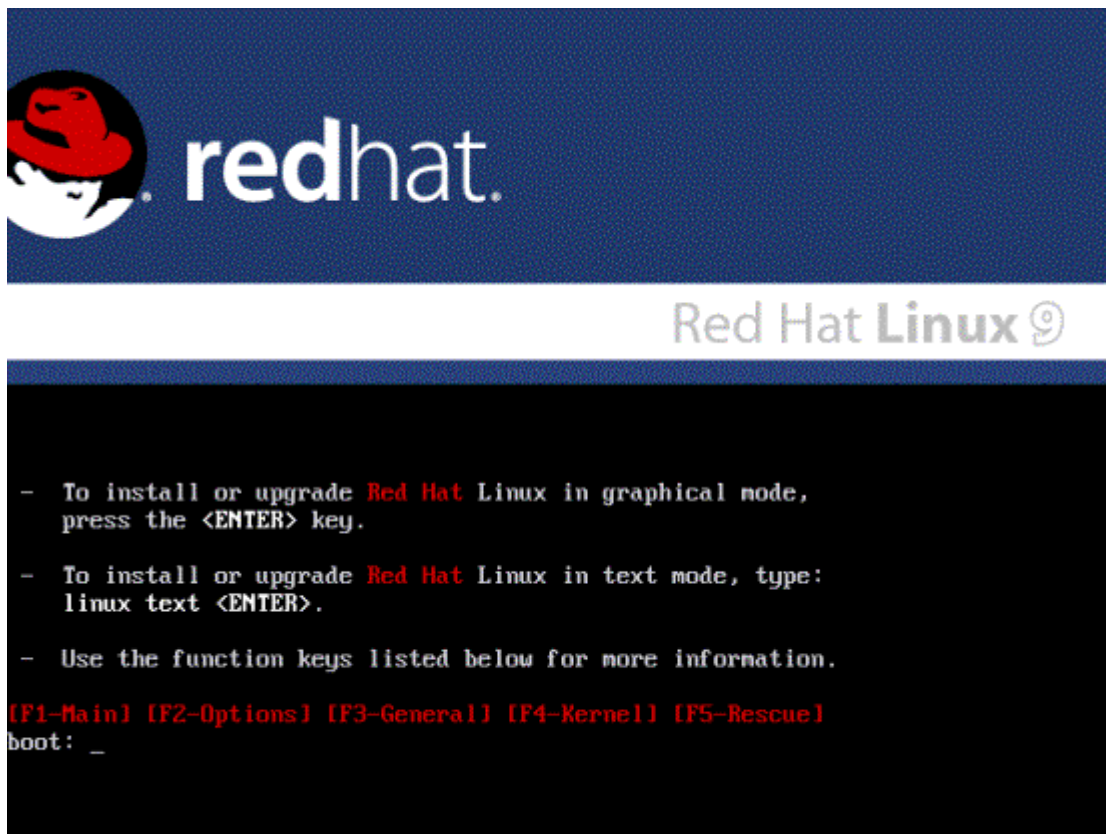 redhat.
Red Hat Linux 9
- To install or upgrade Red Hat Linux in graphical mode,
press the <ENTER> key.
- To install or upgrade Red Hat Linux in text mode, type:
linux text <ENTER>.
- Use the function keys listed below for more information.
[F1-Main] [F2-Options] [F3-General] [F4-Kernel] [F5-Rescue]
boot: _